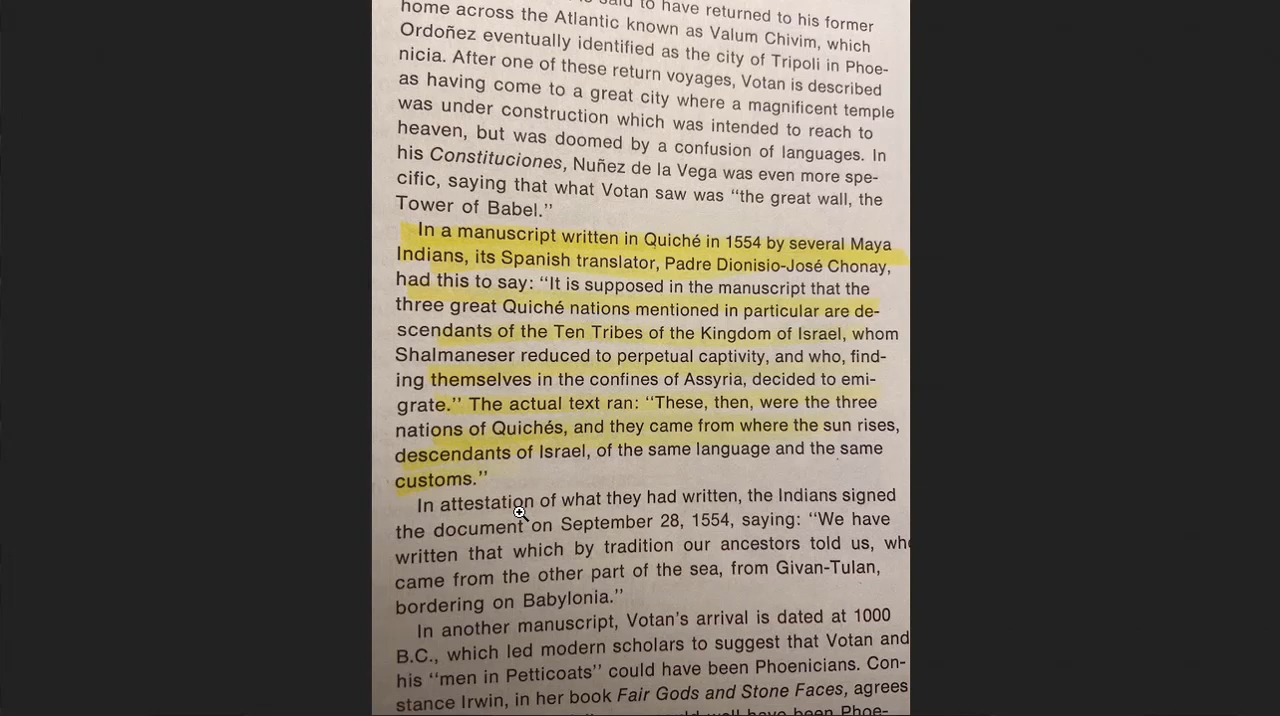 said to have returned to his former
home across the Atlantic known as Valum Chivim, which
Ordoñez eventually identified as the city of Tripoli in Phoe-
nicia. After one of these return voyages, Votan is described
as having come to a great city where a magnificent temple
was under construction which was intended to reach to
heaven, but was doomed by a confusion of languages. In
his Constituciones, Nuñez de la Vega was even more spe-
cific, saying that what Votan saw was “the great wall, the
Tower of Babel.”
In a manuscript written in Quiché in 1554 by several Maya
Indians, its Spanish translator, Padre Dionisio-José Chonay,
had this to say: “It is supposed in the manuscript that the
three great Quiché nations mentioned in particular are de-
scendants of the Ten Tribes of the Kingdom of Israel, whom
Shalmaneser reduced to perpetual captivity, and who, find-
ing themselves in the confines of Assyria, decided to emi-
grate.” The actual text ran: “These, then, were the three
nations of Quichés, and they came from where the sun rises,
descendants of Israel, of the same language and the same
customs.”
In attestation of what they had written, the Indians signed
the document on September 28, 1554, saying: “We have
written that which by tradition our ancestors told us, who
came from the other part of the sea, from Givan-Tulan,
bordering on Babylonia.”
In another manuscript, Votan’s arrival is dated at 1000
B.C., which led modern scholars to suggest that Votan and
his “men in Petticoats” could have been Phoenicians. Con-
stance Irwin, in her book Fair Gods and Stone Faces, agrees
well have been Phoe-